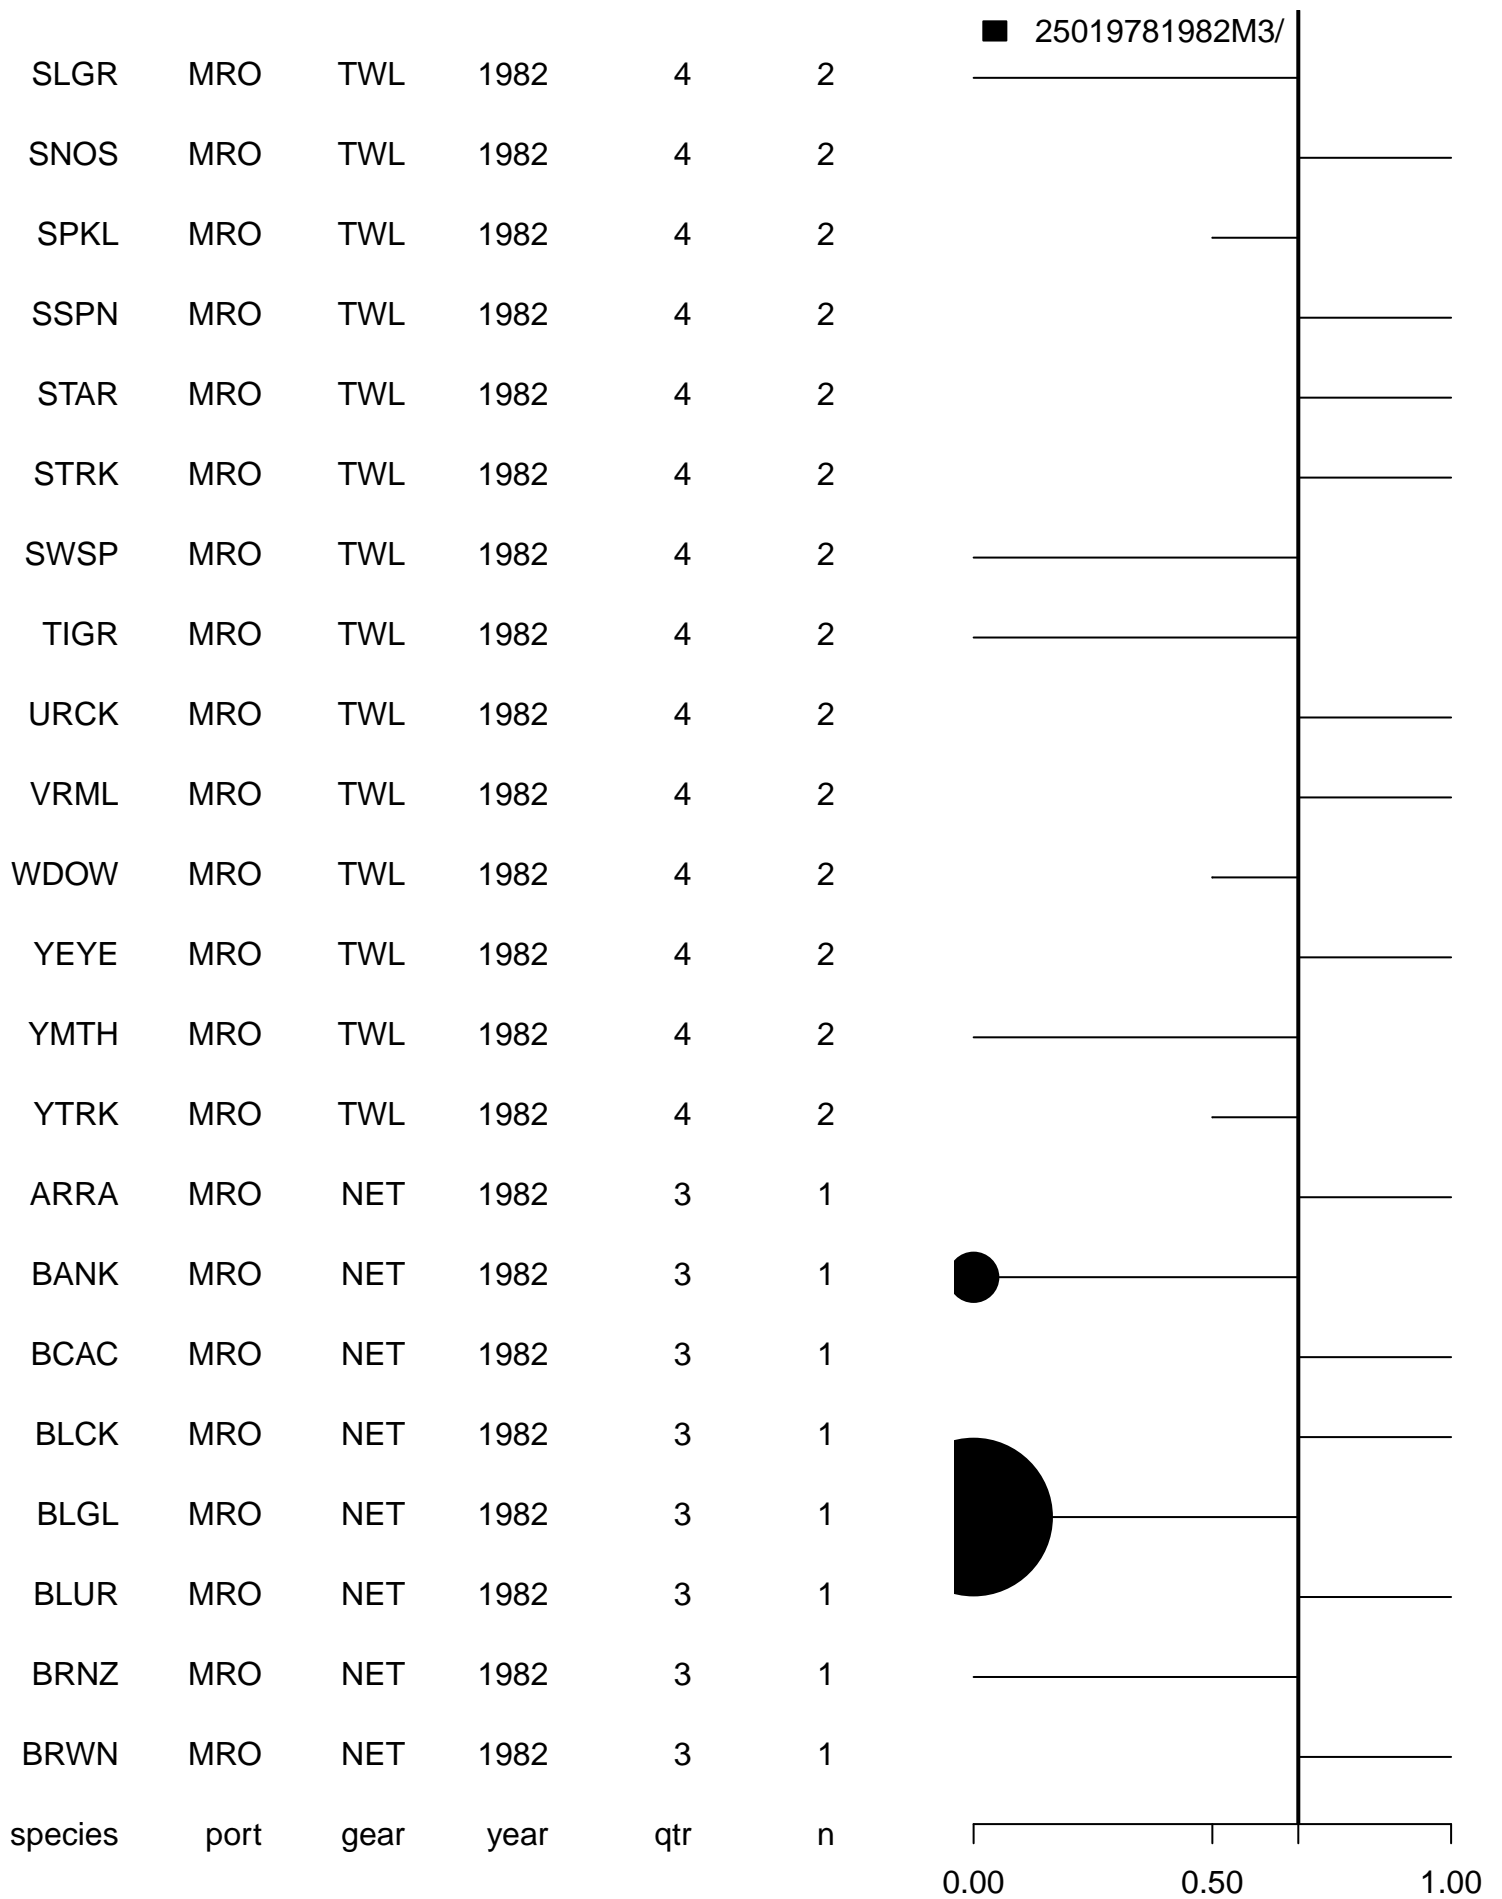 25019781982M3/
SLGR MRO TWL 1982 4 2
SNOS MRO TWL 1982 4 2
SPKL MRO TWL 1982 4 2
SSPN MRO TWL 1982 4 2
STAR MRO TWL 1982 4 2
STRK MRO TWL 1982 4 2
SWSP MRO TWL 1982 4 2
TIGR MRO TWL 1982 4 2
URCK MRO TWL 1982 4 2
VRML MRO TWL 1982 4 2
WDOW MRO TWL 1982 4 2
YEYE MRO TWL 1982 4 2
YMTH MRO TWL 1982 4 2
YTRK MRO TWL 1982 4 2
ARRA MRO NET 1982 3 1
BANK MRO NET 1982 3 1
BCAC MRO NET 1982 3 1
BLCK MRO NET 1982 3 1
BLGL MRO NET 1982 3 1
BLUR MRO NET 1982 3 1
BRNZ MRO NET 1982 3 1
BRWN MRO NET 1982 3 1
species port gear year qtr n
0.00 0.50 1.00